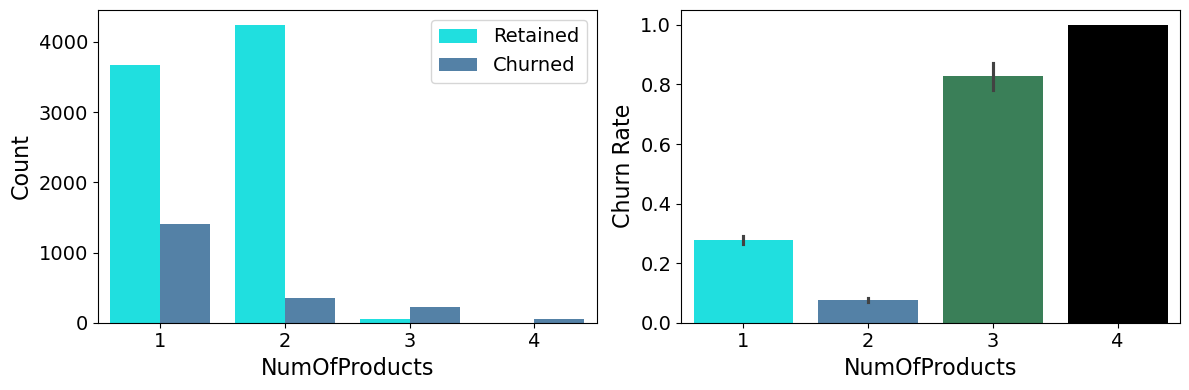 4000
3000
2000
1000
0
Count
Retained
Churned
1 2 3 4
NumOfProducts
1.0
0.8
0.6
0.4
0.2
0.0
Churn Rate
1 2 3 4
NumOfProducts